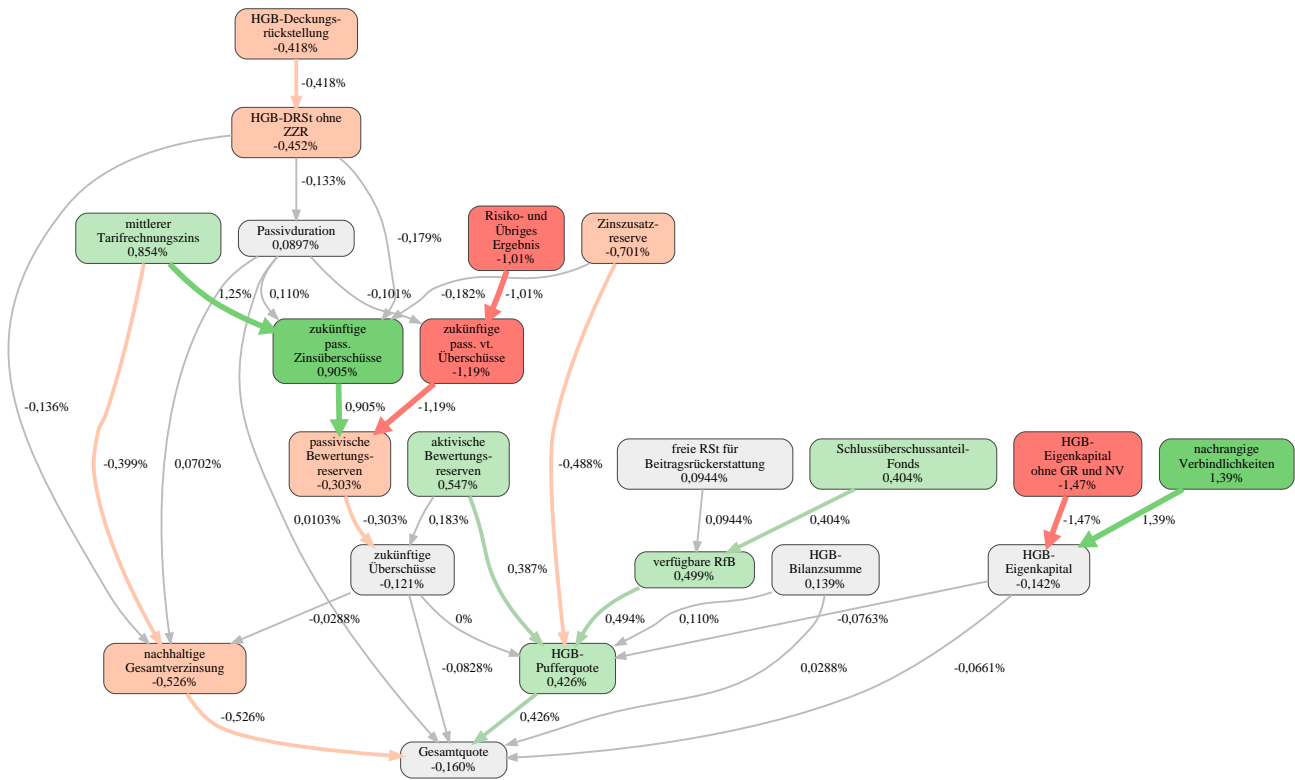 HGB-Deckungs-
rückstellung
-0,418%
-0,418%
HGB-DRSt ohne
ZZR
-0,452%
-0,133%
-0,179%
mittlerer
Tarifrechnungszins
0,854%
Passivduration
0,0897%
Risiko- und
Übriges
Ergebnis
-1,01%
Zinszusatz-
reserve
-0,701%
1,25%
0,110%
-0,101%
-0,182%
-1,01%
zukünftige
pass.
Zinsüberschüsse
0,905%
zukünftige
pass. vt.
Überschüsse
-1,19%
-0,136%
0,905%
-1,19%
passivische
Bewertungs-
reserven
-0,303%
aktivische
Bewertungs-
reserven
0,547%
freie RSt für
Beitragsrückerstattung
0,0944%
Schlussüberschussanteil-
Fonds
0,404%
HGB-
Eigenkapital
ohne GR und NV
-1,47%
nachrangige
Verbindlichkeiten
1,39%
-0,399%
0,0702%
-0,488%
0,0103%
-0,303%
0,183%
0,0944%
0,404%
-1,47%
1,39%
zukünftige
Überschüsse
-0,121%
0,387%
verfügbare RfB
0,499%
HGB-
Bilanzsumme
0,139%
HGB-
Eigenkapital
-0,142%
-0,0288%
0%
0,494%
0,110%
-0,0763%
nachhaltige
Gesamtverzinsung
-0,526%
-0,0828%
HGB-
Pufferquote
0,426%
0,0288%
-0,0661%
-0,526%
0,426%
Gesamtquote
-0,160%